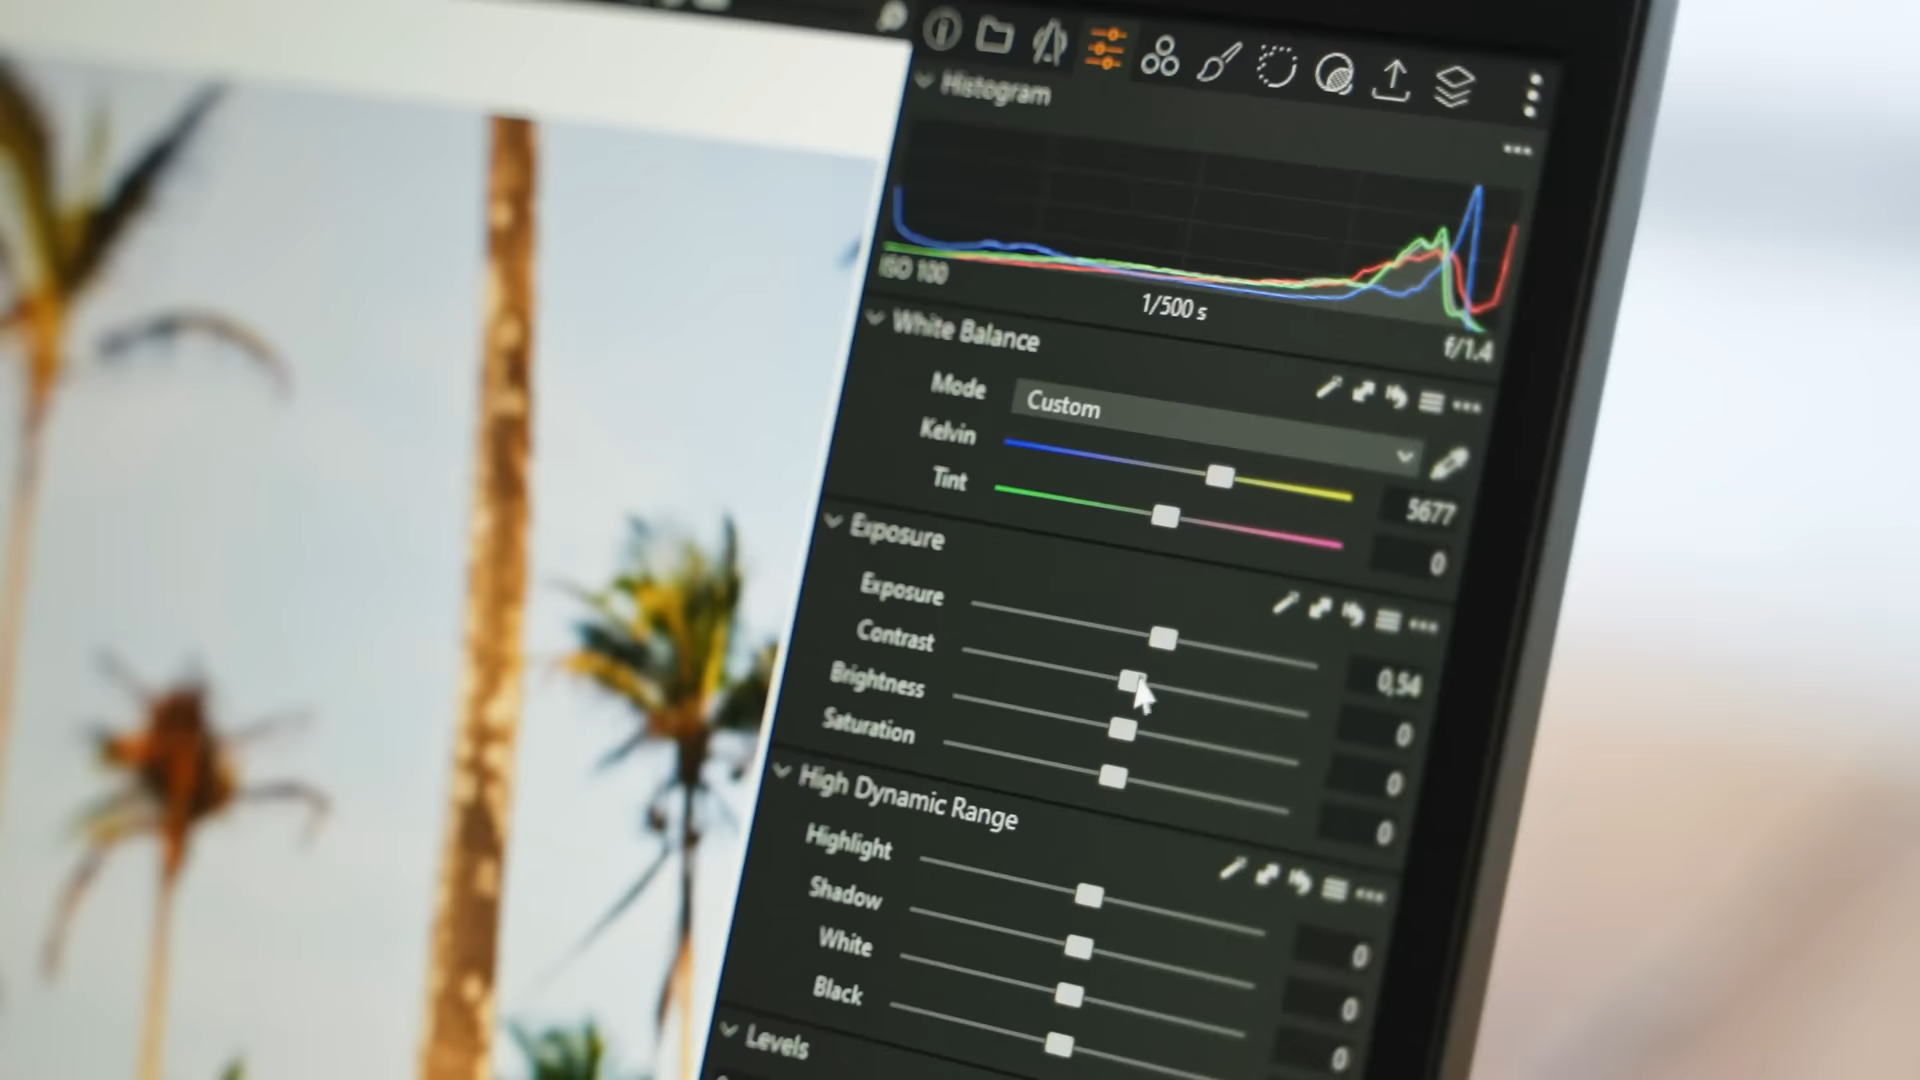 Histogram
ISO 100
1/500 s
f/1.4
White Balance
Mode
Custom
Kelvin
5677
Tint
0
Exposure
Exposure
0,54
Contrast
0
Brightness
0
Saturation
0
High Dynamic Range
Highlight
0
Shadow
0
White
0
Black
Levels